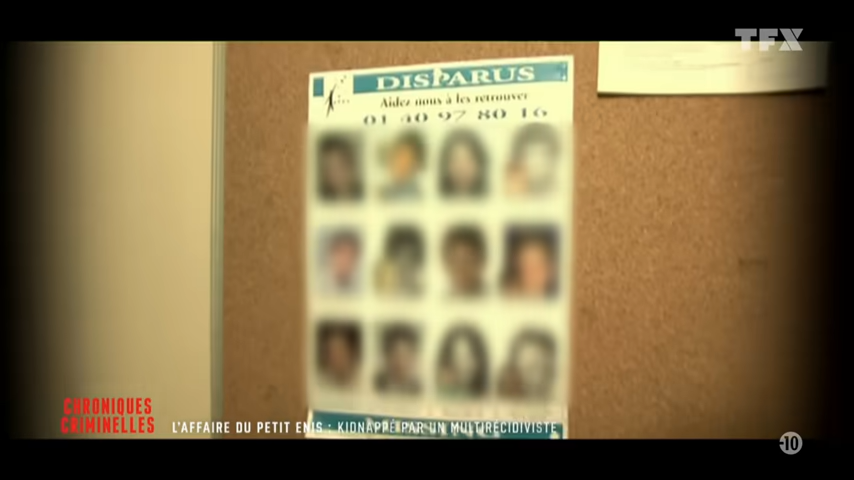 TFX
DISPARUS
Aidez nous à les retrouver
01 40 97 80 16
CHRONIQUES
CRIMINELLES
L'AFFAIRE DU PETIT ENIS : KIDNAPPÉ PAR UN MULTIRÉCIDIVISTE
-10